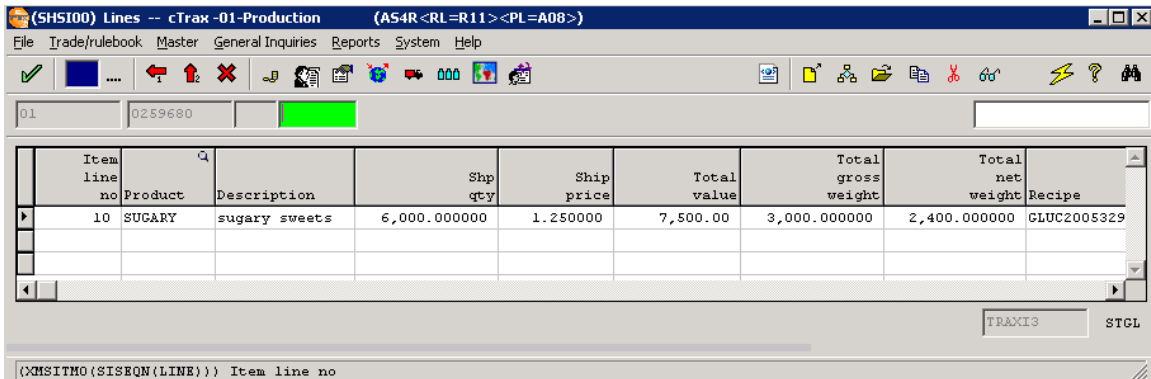 (SHSI00) Lines -- cTrax -01-Production (AS4R<RL=R11><PL=A08>)
File Trade/rulebook Master General Inquiries Reports System Help
01 0259680
Item line no Product Description Shp qty Ship price Total value Total gross weight Total net weight Recipe
10 SUGARY sugary sweets 6,000.000000 1.250000 7,500.00 3,000.000000 2,400.000000 GLUC2005329
TRAXI3 STGL
(XMSITMO(SISEQN(LINE))) Item line no